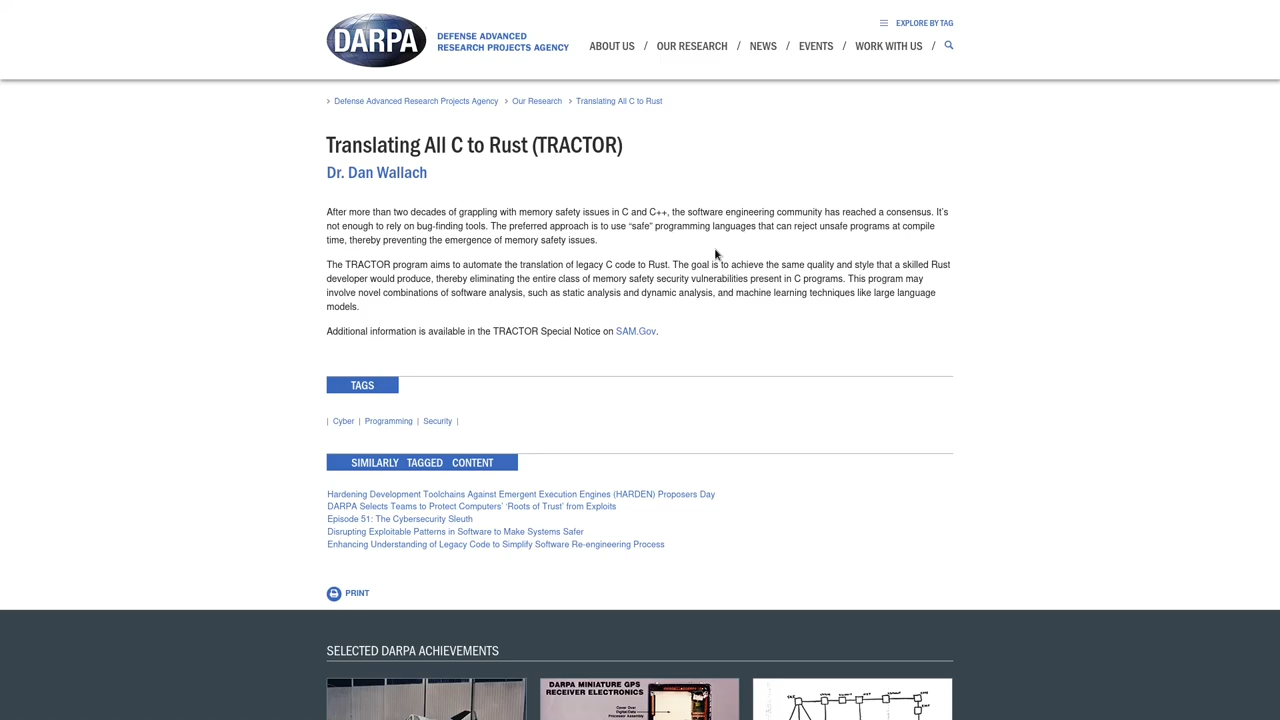 EXPLORE BY TAG
DARPA
DEFENSE ADVANCED
RESEARCH PROJECTS AGENCY
ABOUT US / OUR RESEARCH / NEWS / EVENTS / WORK WITH US /
> Defense Advanced Research Projects Agency > Our Research > Translating All C to Rust
Translating All C to Rust (TRACTOR)
Dr. Dan Wallach
After more than two decades of grappling with memory safety issues in C and C++, the software engineering community has reached a consensus. It’s
not enough to rely on bug-finding tools. The preferred approach is to use “safe” programming languages that can reject unsafe programs at compile
time, thereby preventing the emergence of memory safety issues.
The TRACTOR program aims to automate the translation of legacy C code to Rust. The goal is to achieve the same quality and style that a skilled Rust
developer would produce, thereby eliminating the entire class of memory safety security vulnerabilities present in C programs. This program may
involve novel combinations of software analysis, such as static analysis and dynamic analysis, and machine learning techniques like large language
models.
Additional information is available in the TRACTOR Special Notice on SAM.Gov.
TAGS
| Cyber | Programming | Security |
SIMILARLY TAGGED CONTENT
Hardening Development Toolchains Against Emergent Execution Engines (HARDEN) Proposers Day
DARPA Selects Teams to Protect Computers’ ‘Roots of Trust’ from Exploits
Episode 51: The Cybersecurity Sleuth
Disrupting Exploitable Patterns in Software to Make Systems Safer
Enhancing Understanding of Legacy Code to Simplify Software Re-engineering Process
PRINT
SELECTED DARPA ACHIEVEMENTS
DARPA MINIATURE GPS
RECEIVER ELECTRONICS